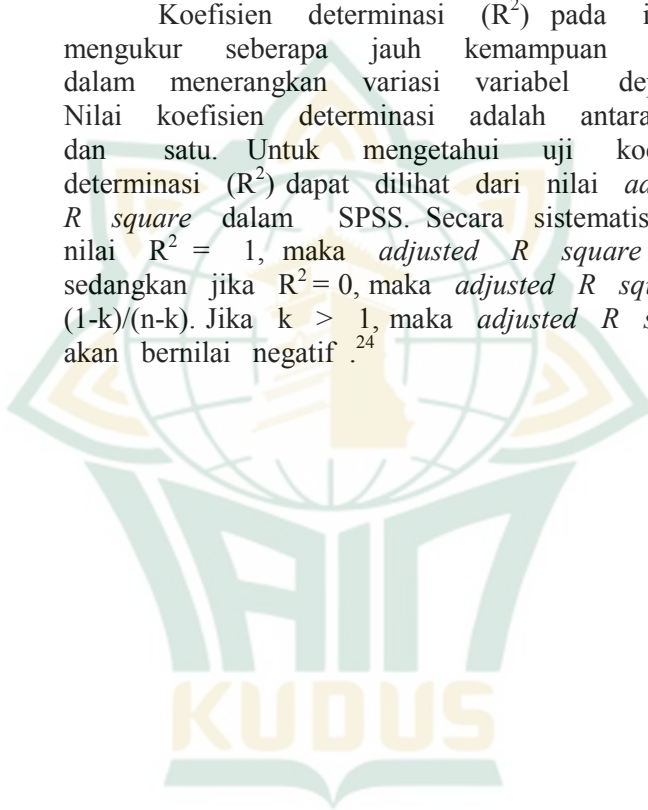 Koefisien determinasi (R²) pada
mengukur seberapa jauh kemampuan
dalam menerangkan variasi variabel
Nilai koefisien determinasi adalah antara
dan satu. Untuk mengetahui uji
determinasi (R²) dapat dilihat dari nilai
R square dalam SPSS. Secara sistematis
nilai R² = 1, maka adjusted R square
sedangkan jika R² = 0, maka adjusted R
(1-k)/(n-k). Jika k > 1, maka adjusted R
akan bernilai negatif .²⁴
IAIN
KUDUS